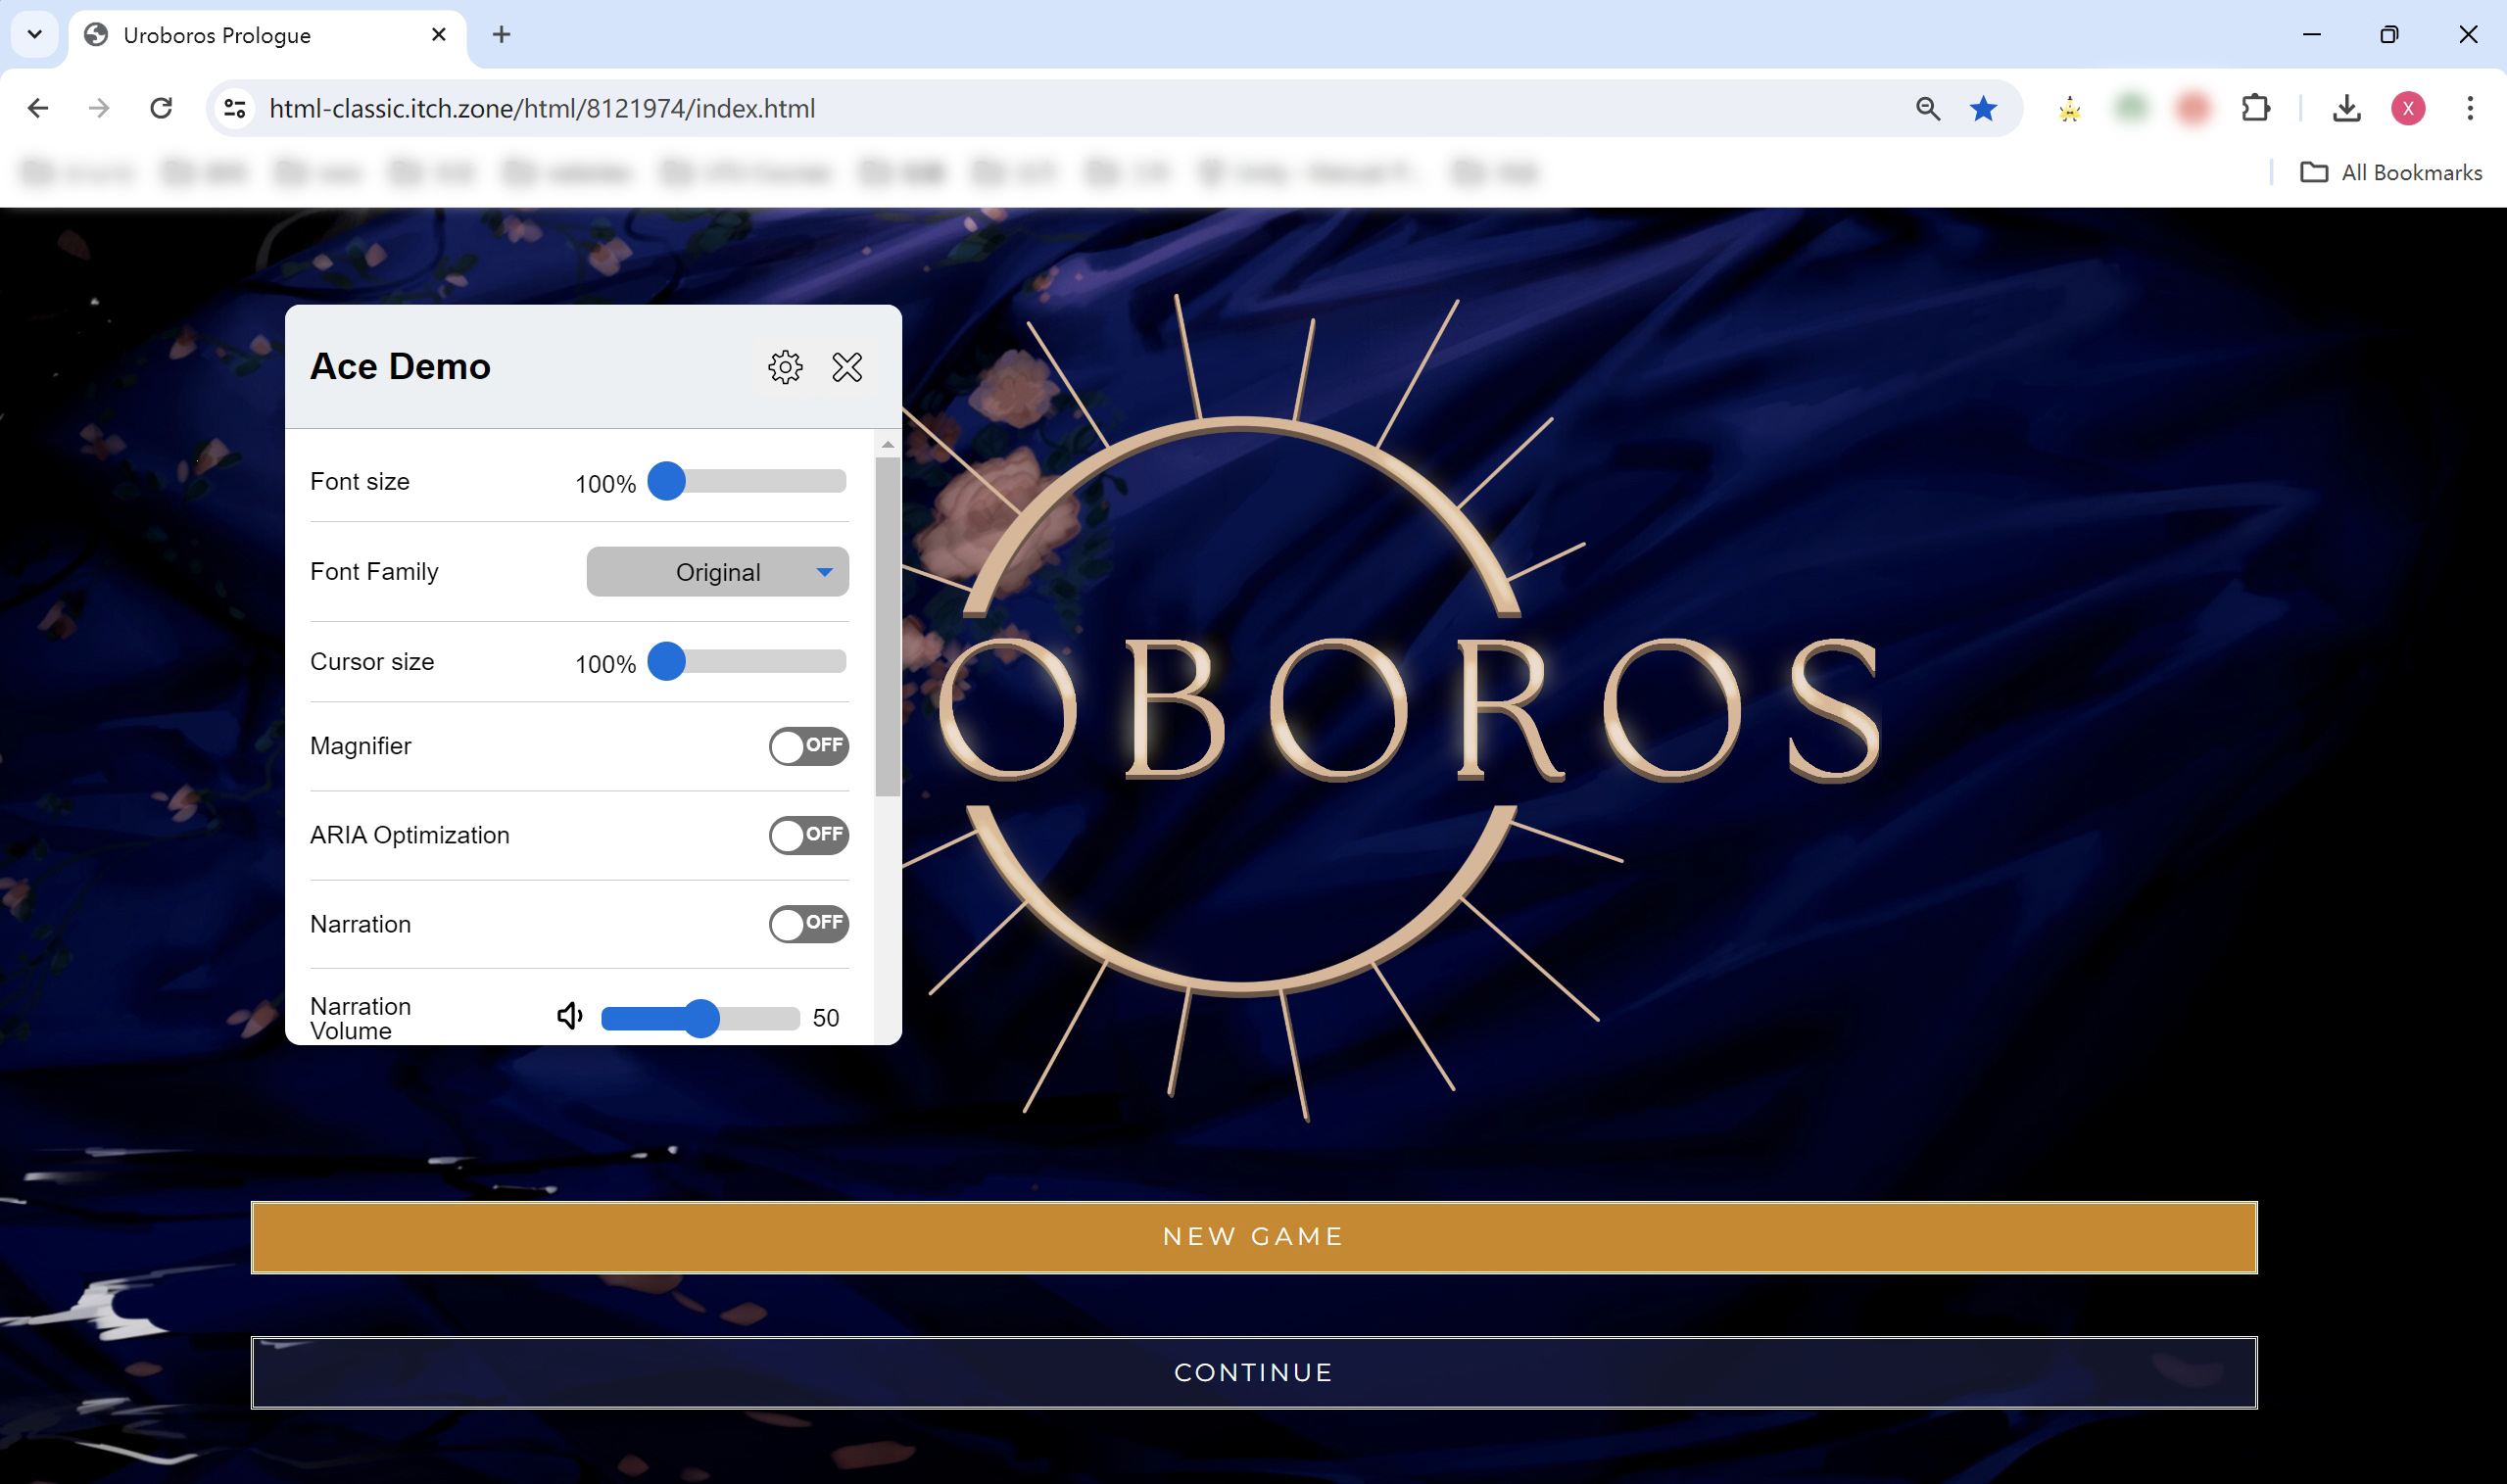 Uroboros Prologue
html-classic.itch.zone/html/8121974/index.html
X
All Bookmarks
Ace Demo
Font size 100%
Font Family Original
Cursor size 100%
Magnifier OFF
ARIA Optimization OFF
Narration OFF
Narration
Volume
50
OBOROS
NEW GAME
CONTINUE